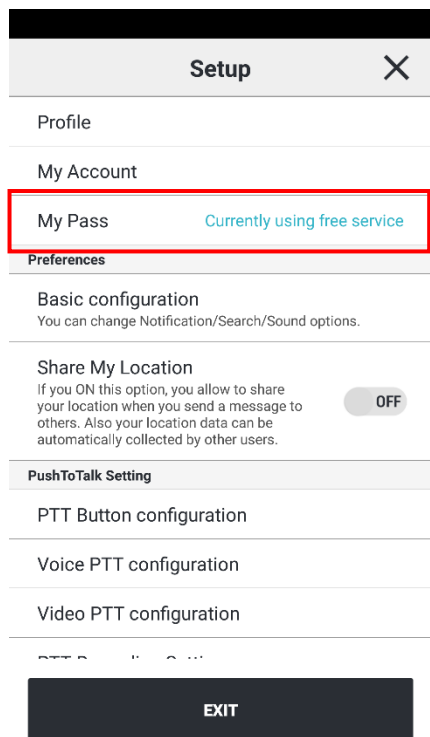 Setup
Profile
My Account
My Pass Currently using free service
Preferences
Basic configuration
You can change Notification/Search/Sound options.
Share My Location
If you ON this option, you allow to share
your location when you send a message to
others. Also your location data can be
automatically collected by other users.
OFF
PushToTalk Setting
PTT Button configuration
Voice PTT configuration
Video PTT configuration
EXIT